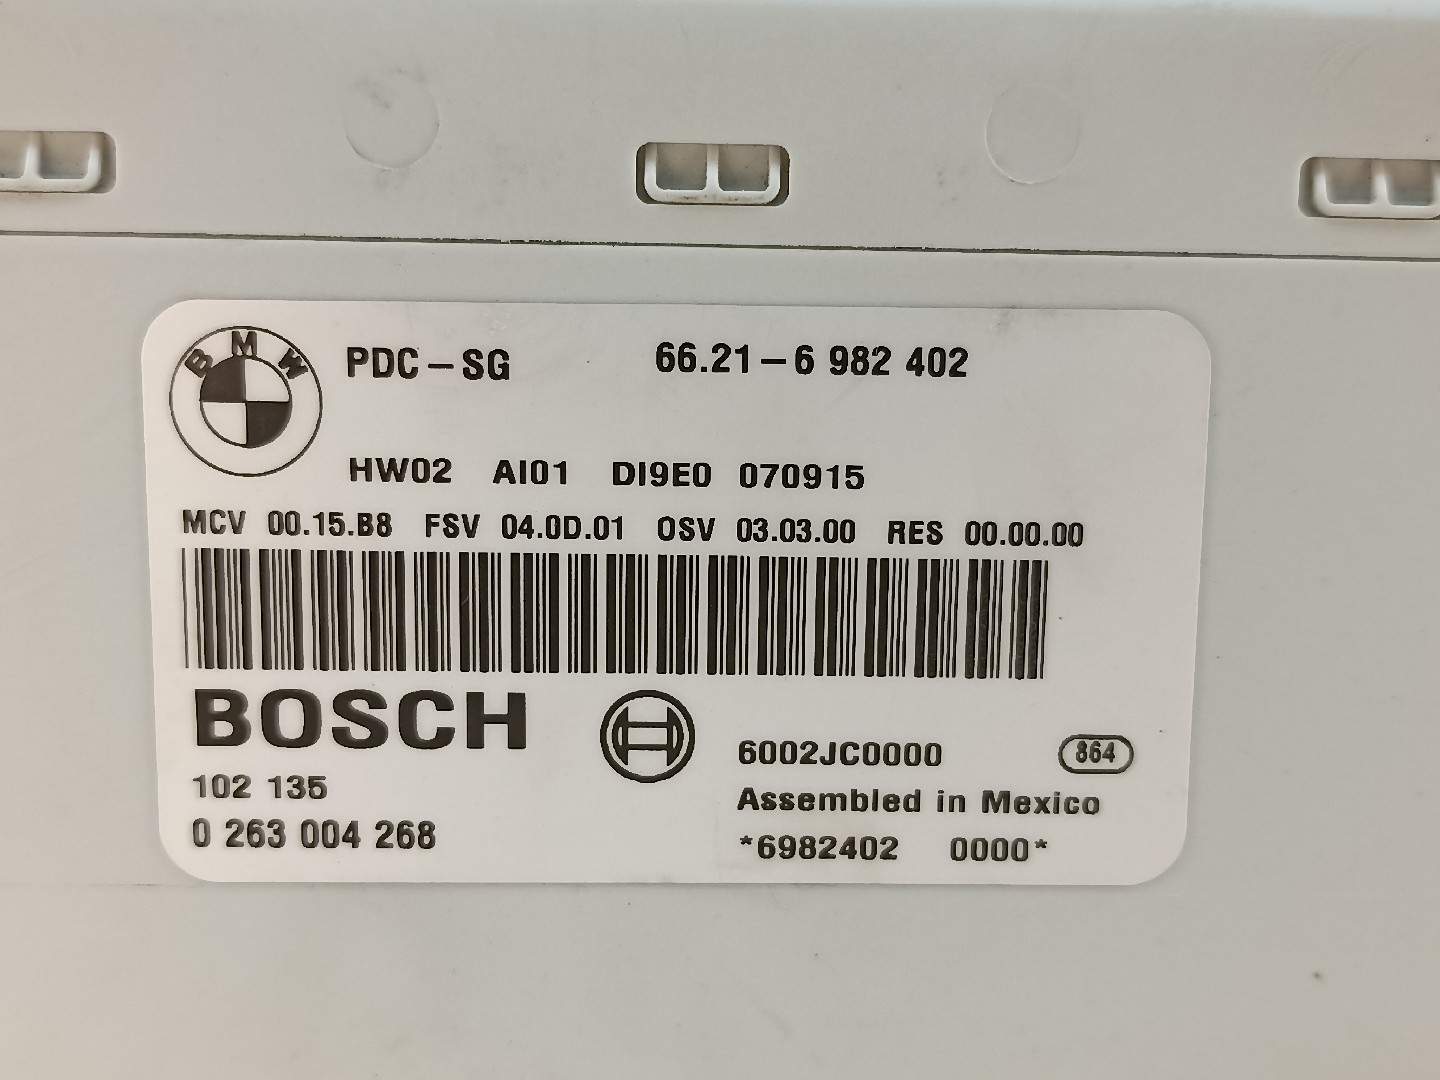 BMW
PDC-SG 66.21-6 982 402
HW02 AI01 DI9E0 070915
MCV 00.15.B8 FSV 04.0D.01 OSV 03.03.00 RES 00.00.00
BOSCH
6002JC0000 864
102 135
Assembled in Mexico
0 263 004 268
*6982402 0000*